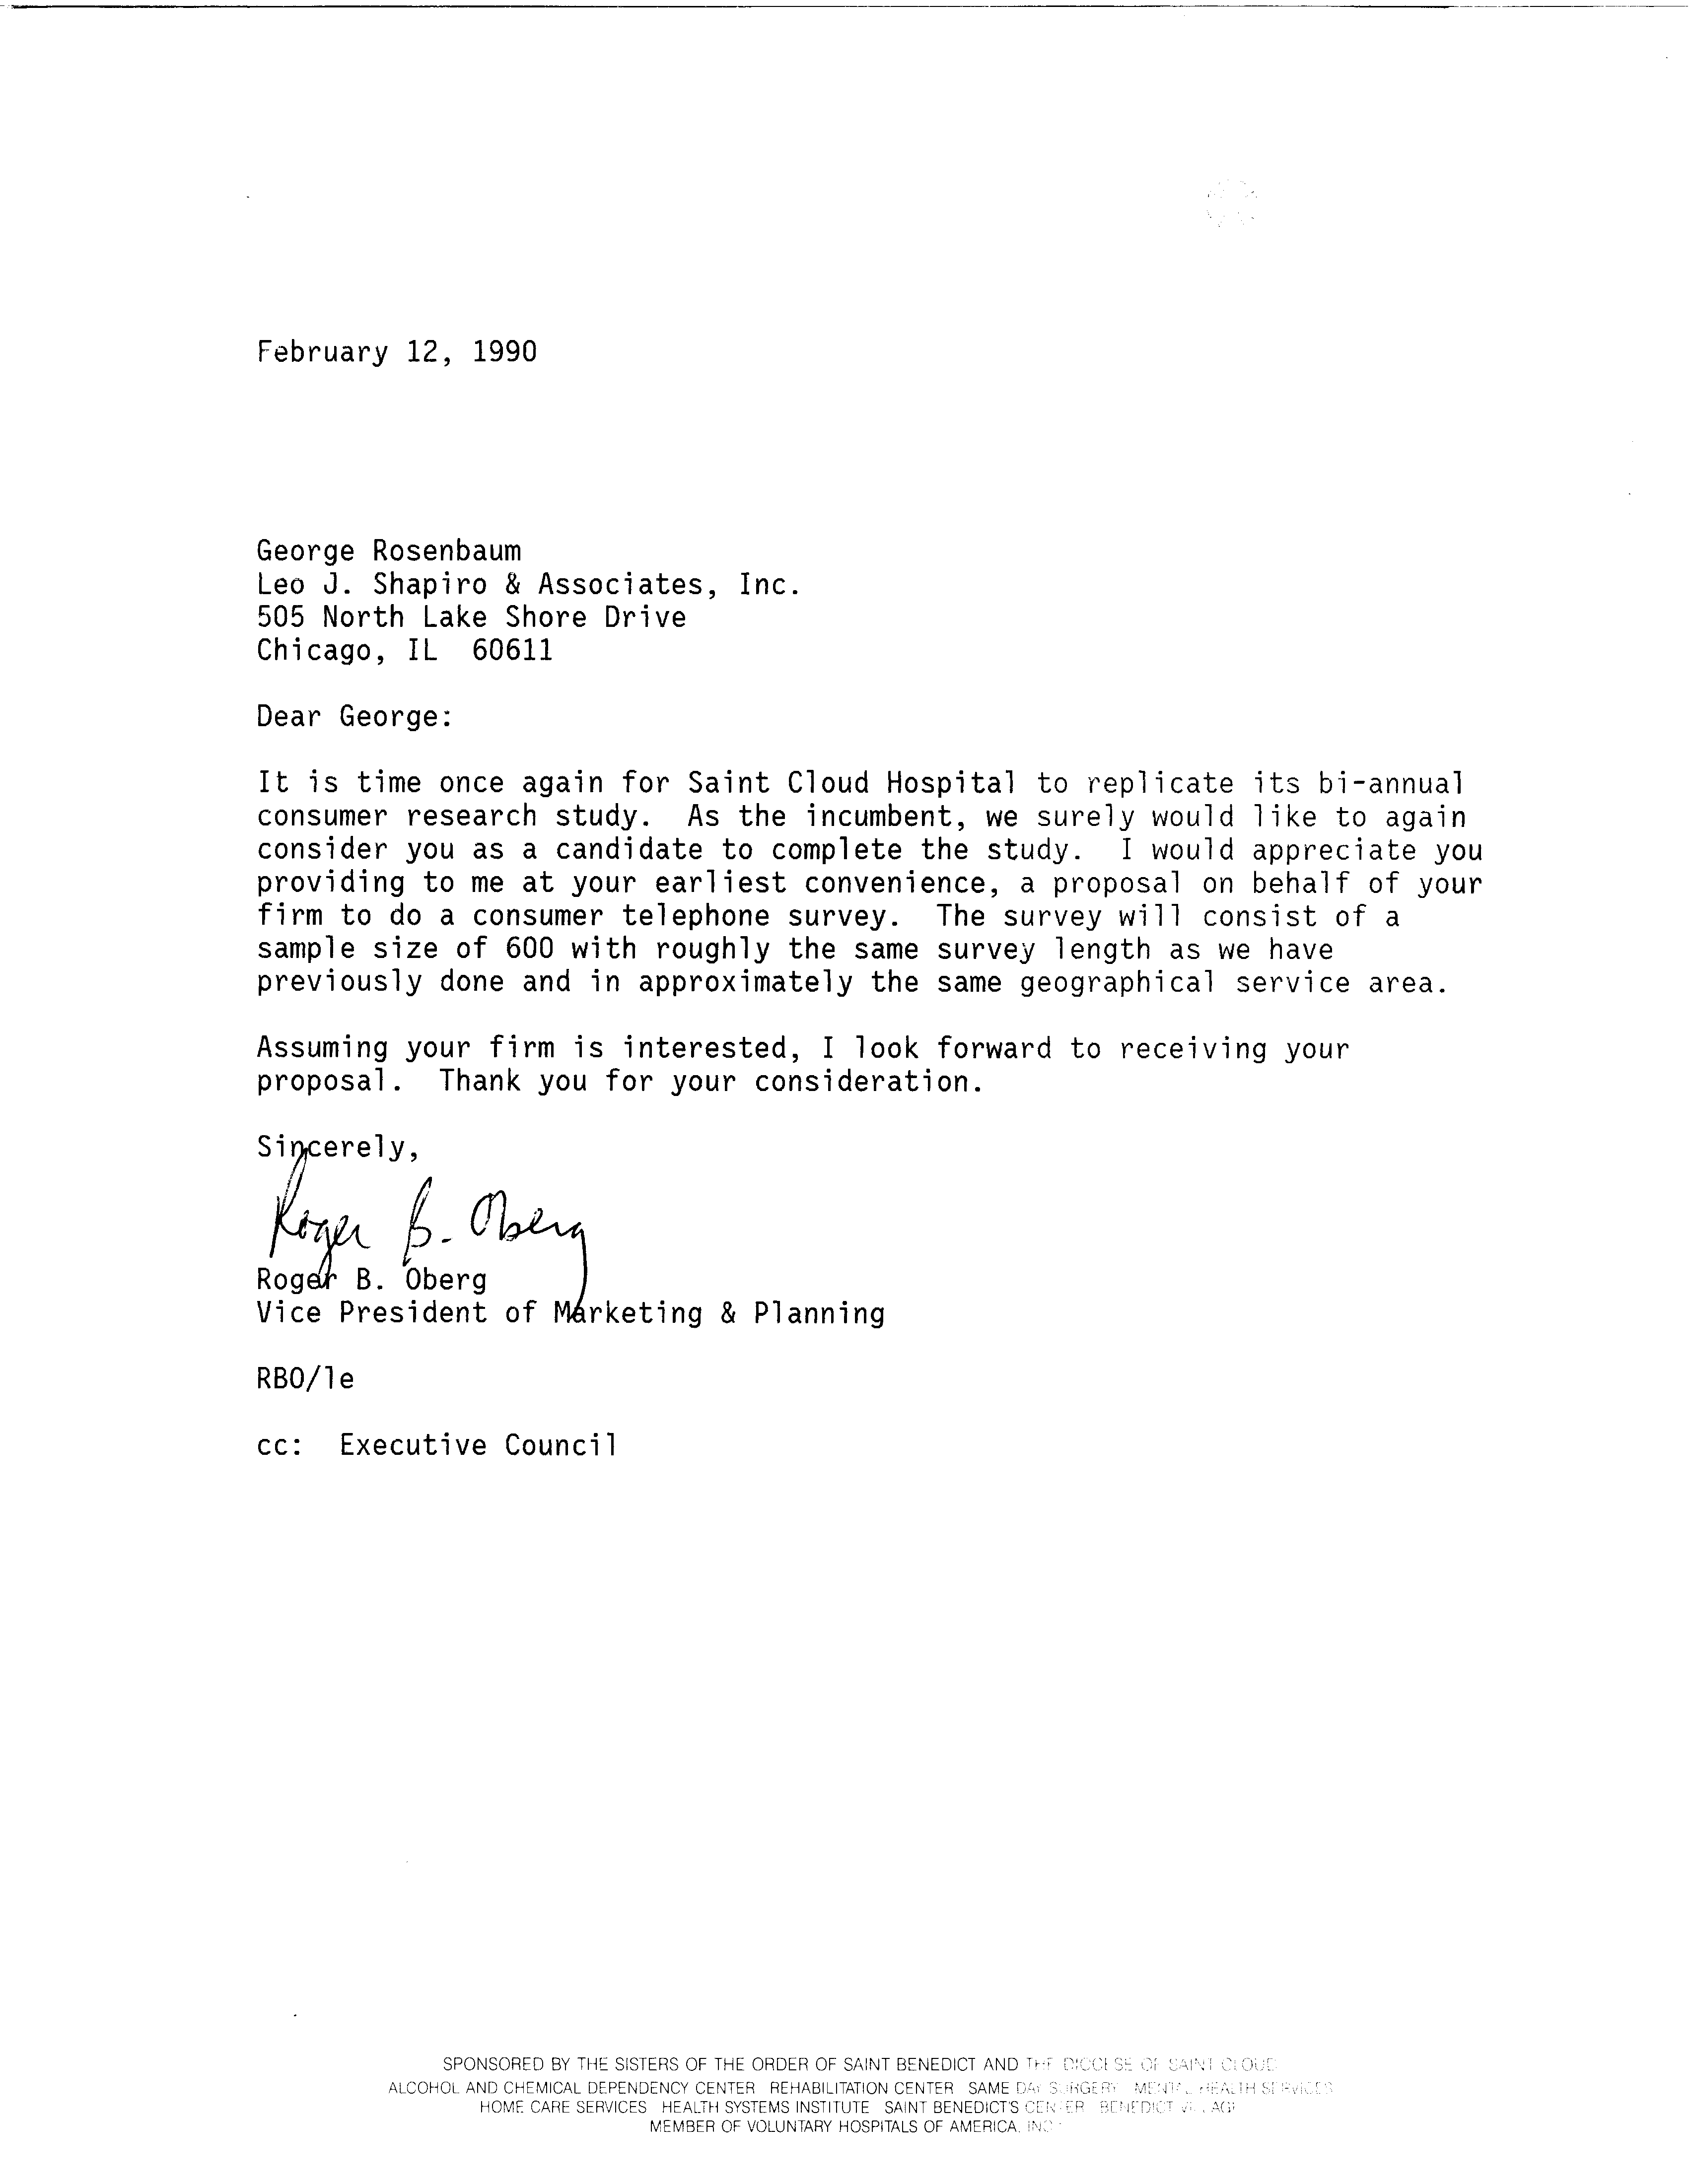 February 12, 1990
George Rosenbaum
Leo J. Shapiro & Associates, Inc.
505 North Lake Shore Drive
Chicago, IL  60611
Dear George:
It is time once again for Saint Cloud Hospital to replicate its bi-annual
consumer research study.  As the incumbent, we surely would like to again
consider you as a candidate to complete the study.  I would appreciate you
providing to me at your earliest convenience, a proposal on behalf of your
firm to do a consumer telephone survey.  The survey will consist of a
sample size of 600 with roughly the same survey length as we have
previously done and in approximately the same geographical service area.
Assuming your firm is interested, I look forward to receiving your
proposal.  Thank you for your consideration.
Sincerely,
Roger B. Oberg
Roger B. Oberg
Vice President of Marketing & Planning
RBO/le
cc:  Executive Council
SPONSORED BY THE SISTERS OF THE ORDER OF SAINT BENEDICT AND THE DIOCESE OF SAINT CLOUD
ALCOHOL AND CHEMICAL DEPENDENCY CENTER  REHABILITATION CENTER  SAME DAY SURGERY  MENTAL HEALTH SERVICES
HOME CARE SERVICES  HEALTH SYSTEMS INSTITUTE  SAINT BENEDICT'S CENTER  BENEDICT VILLAGE
MEMBER OF VOLUNTARY HOSPITALS OF AMERICA, INC.